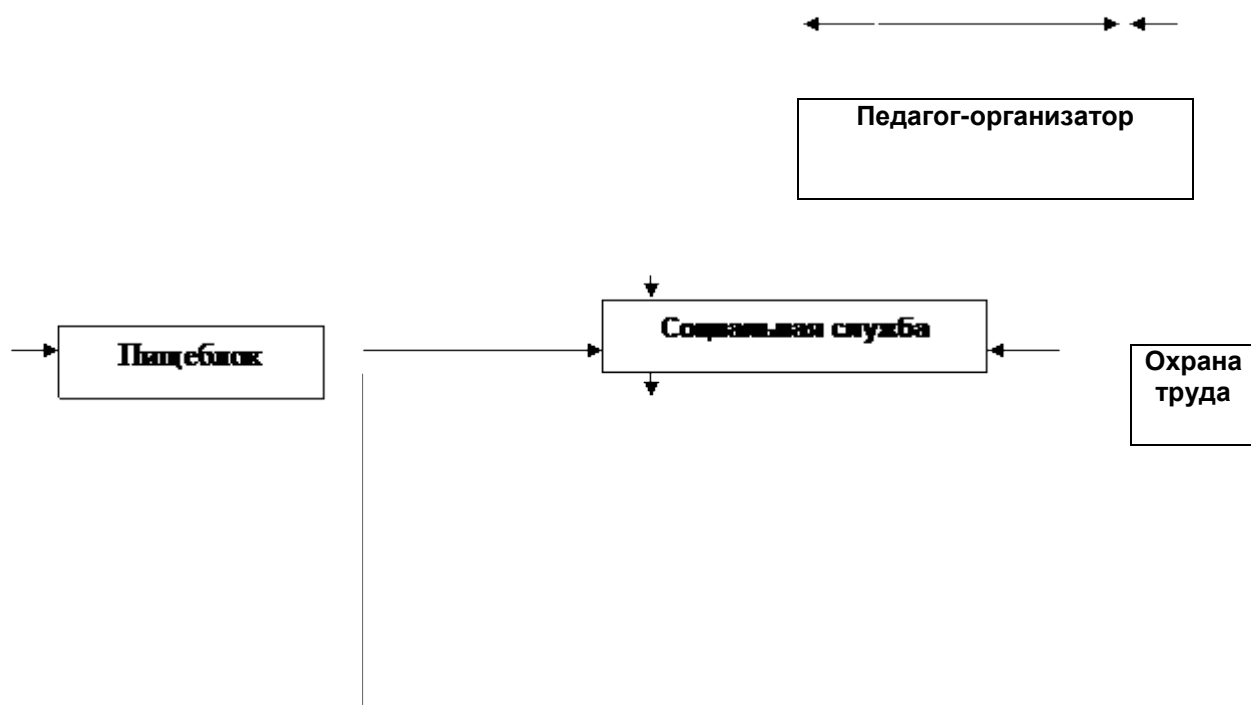 Педагог-организатор
Социальная служба
Пищеблок
Охрана
труда